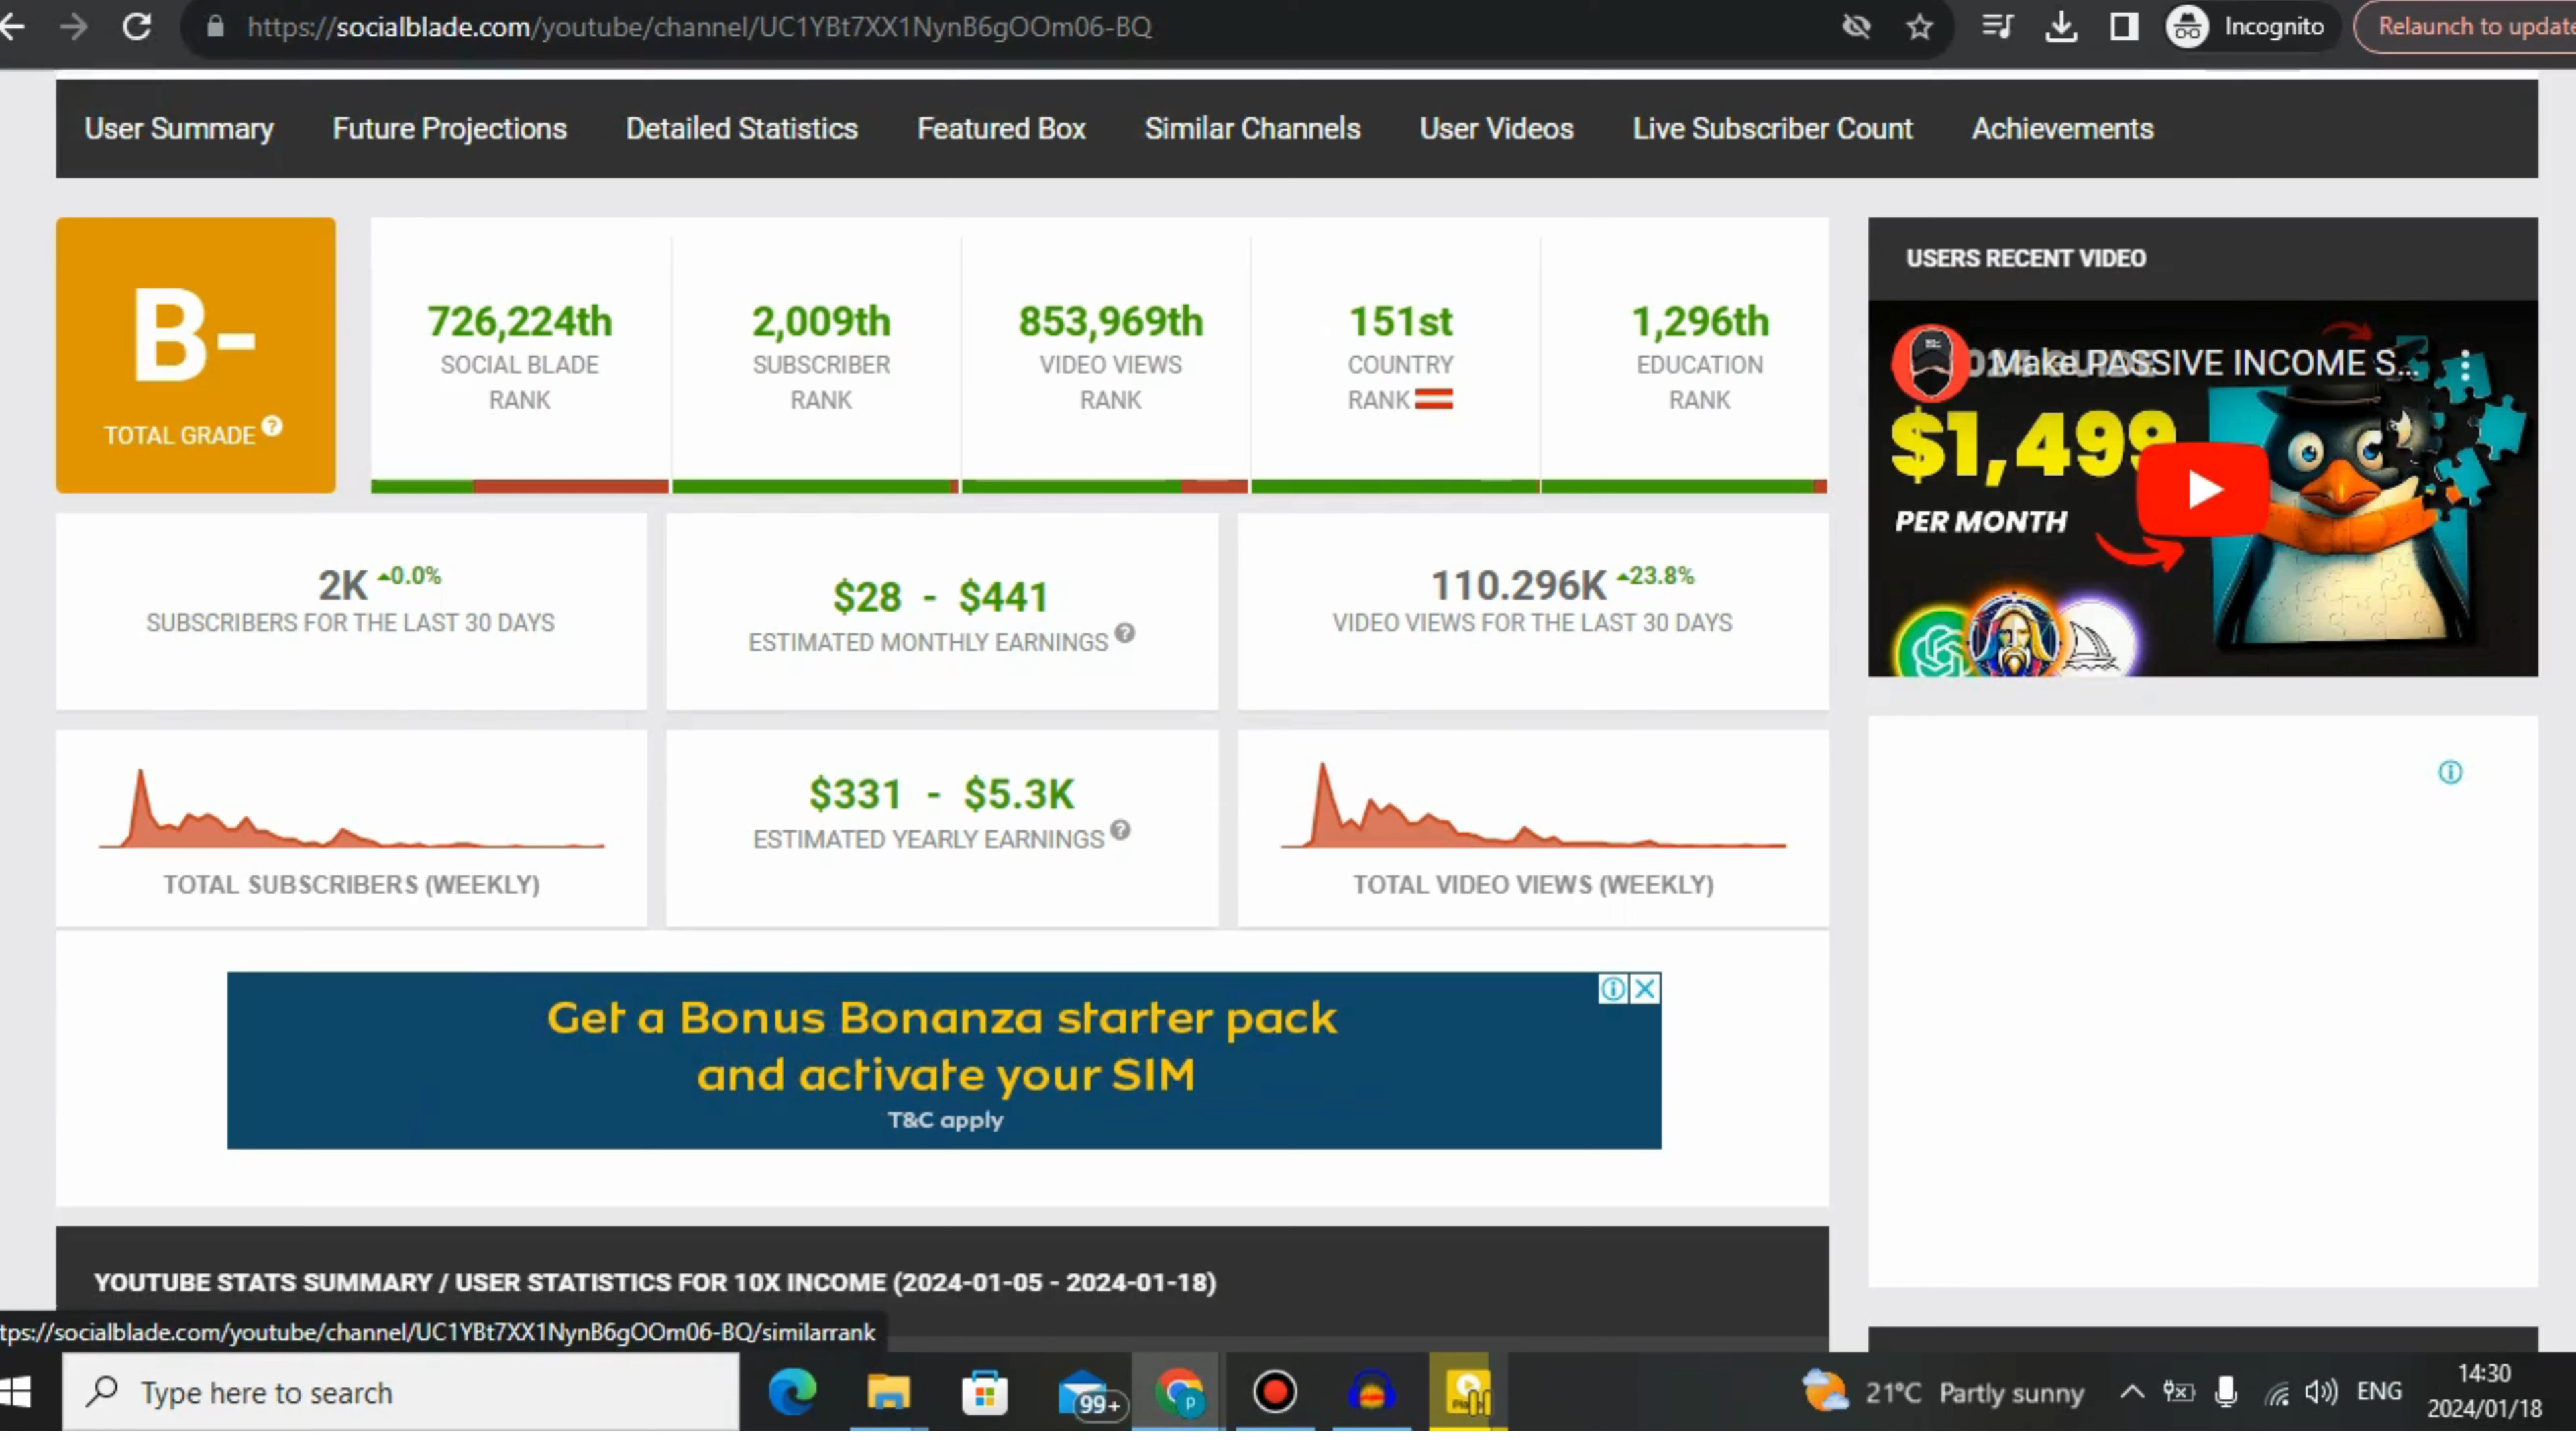 https://socialblade.com/youtube/channel/UC1YBt7XX1NynB6gOOm06-BQ
Incognito
Relaunch to update
User Summary
Future Projections
Detailed Statistics
Featured Box
Similar Channels
User Videos
Live Subscriber Count
Achievements
B-
TOTAL GRADE ?
726,224th
SOCIAL BLADE
RANK
2,009th
SUBSCRIBER
RANK
853,969th
VIDEO VIEWS
RANK
151st
COUNTRY
RANK
1,296th
EDUCATION
RANK
USERS RECENT VIDEO
Make PASSIVE INCOME S...
$1,499
PER MONTH
2K 0.0%
SUBSCRIBERS FOR THE LAST 30 DAYS
$28 - $441
ESTIMATED MONTHLY EARNINGS ?
110.296K 23.8%
VIDEO VIEWS FOR THE LAST 30 DAYS
TOTAL SUBSCRIBERS (WEEKLY)
$331 - $5.3K
ESTIMATED YEARLY EARNINGS ?
TOTAL VIDEO VIEWS (WEEKLY)
Get a Bonus Bonanza starter pack
and activate your SIM
T&C apply
YOUTUBE STATS SUMMARY / USER STATISTICS FOR 10X INCOME (2024-01-05 - 2024-01-18)
tps://socialblade.com/youtube/channel/UC1YBt7XX1NynB6gOOm06-BQ/similarrank
Type here to search
99+
P
21°C Partly sunny
ENG
14:30
2024/01/18